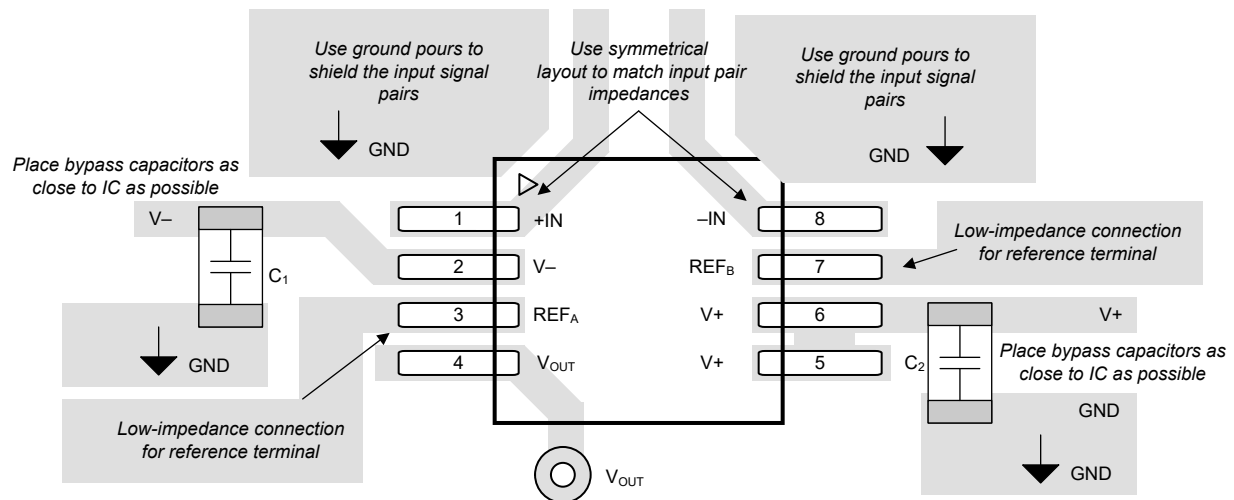 Use ground pours to
shield the input signal
pairs
GND
Use symmetrical
layout to match input pair
impedances
Use ground pours to
shield the input signal
pairs
GND
Place bypass capacitors as
close to IC as possible
V–
C1
GND
1
+IN
2
V–
3
REFA
4
VOUT
–IN
8
REFB
7
V+
6
V+
5
Low-impedance connection
for reference terminal
V+
C2
Place bypass capacitors as
close to IC as possible
GND
GND
Low-impedance connection
for reference terminal
VOUT